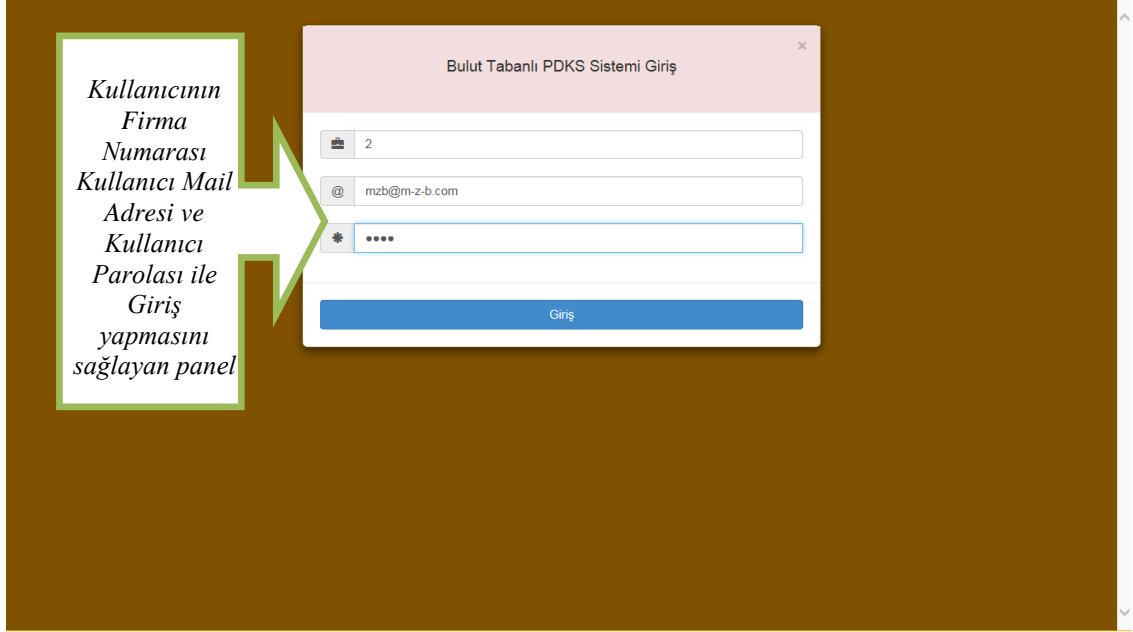 Kullanıcının
Firma
Numarası
Kullanıcı Mail
Adresi ve
Kullanıcı
Parolası ile
Giriş
yapmasını
sağlayan panel
×
Bulut Tabanlı PDKS Sistemi Giriş
2
@ mzb@m-z-b.com
••••
Giriş